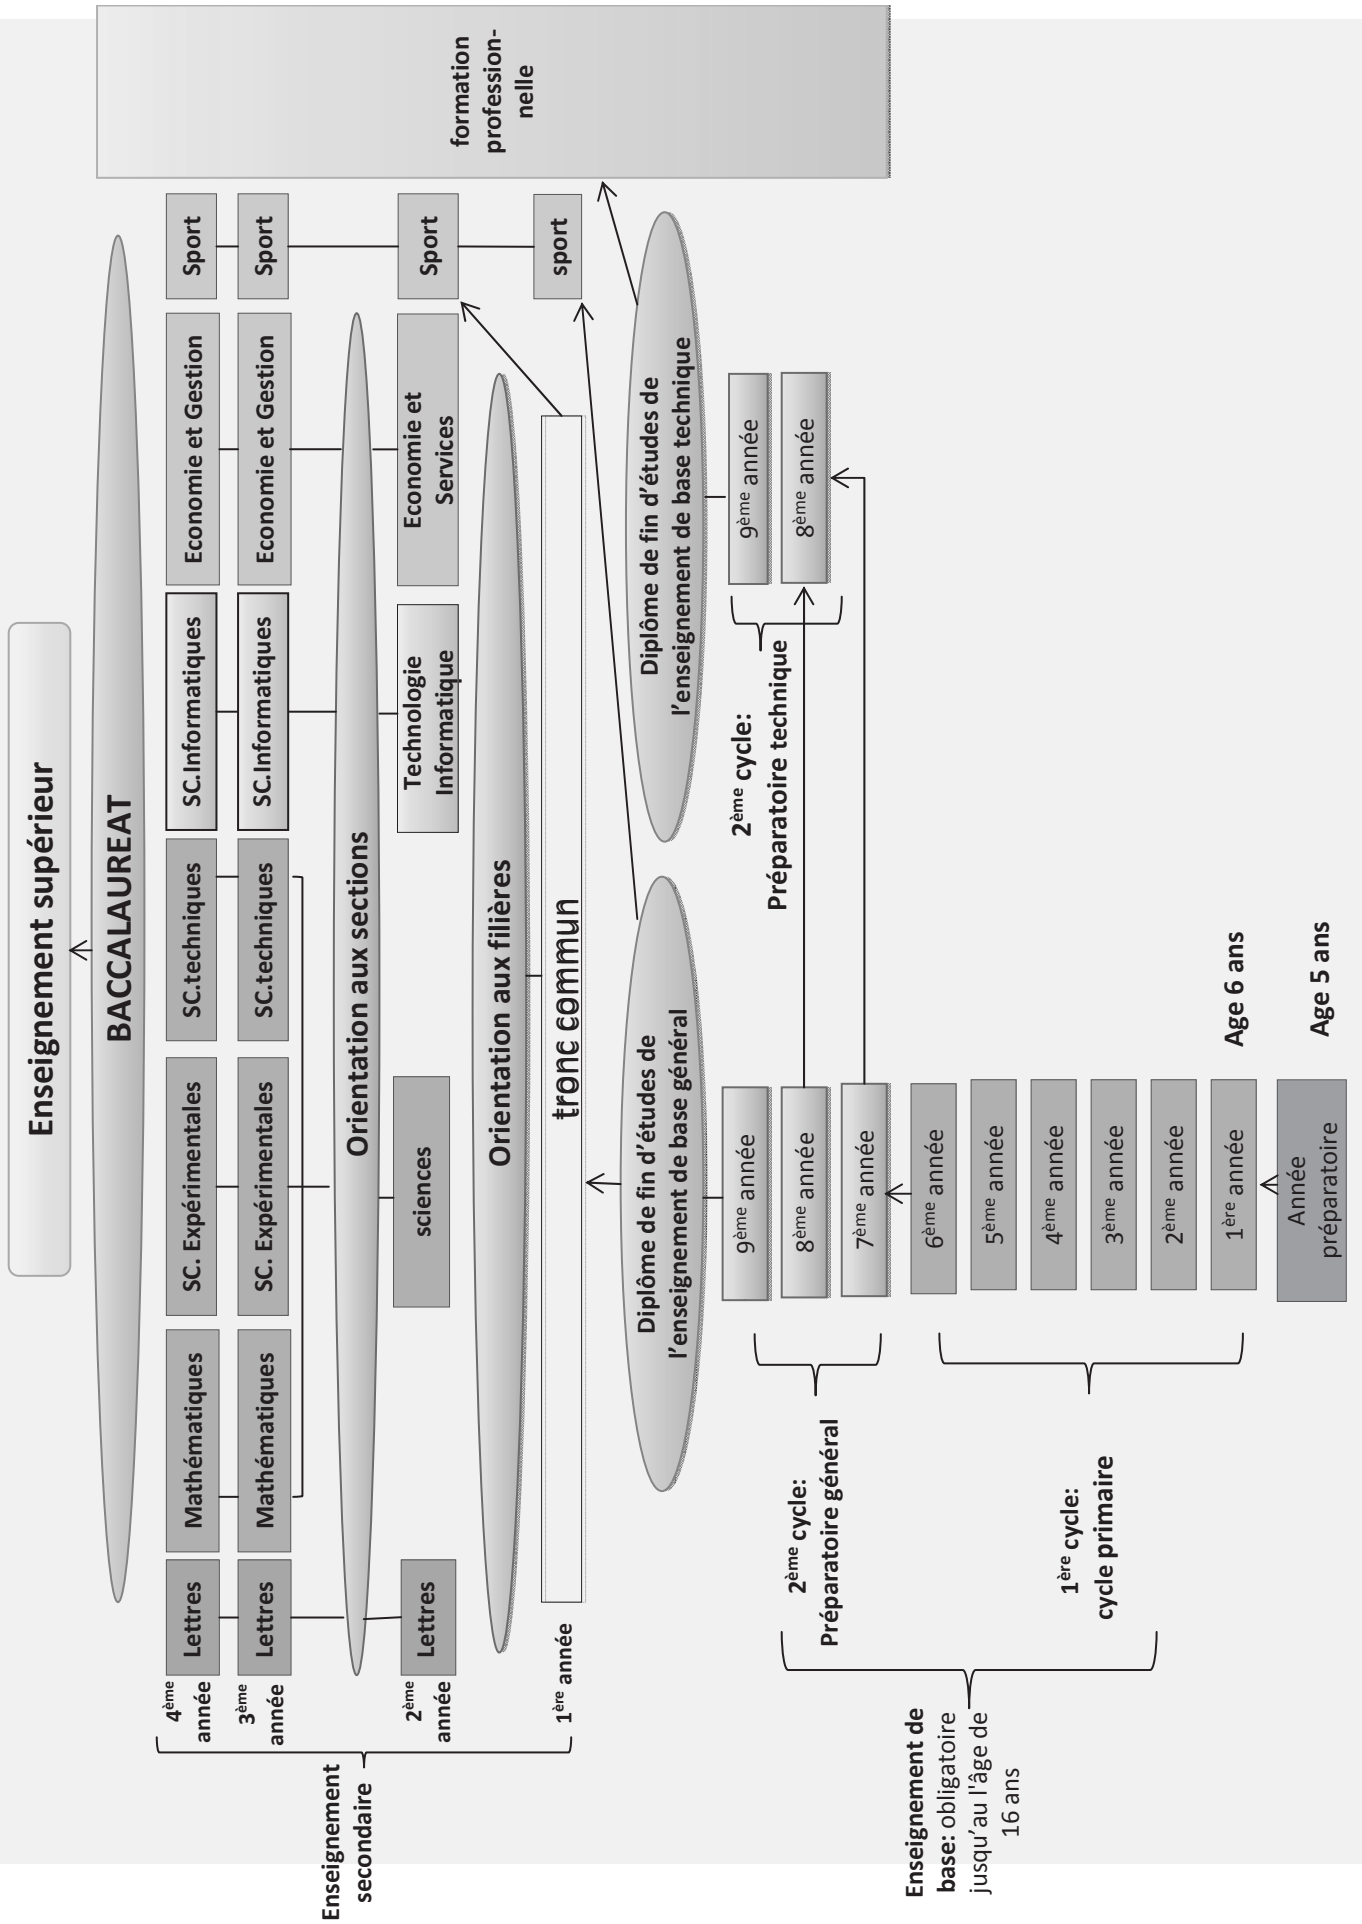 Enseignement supérieur
BACCALAUREAT
4ème
année
Lettres
Mathématiques
SC. Expérimentales
SC.techniques
SC.Informatiques
Economie et Gestion
Sport
3ème
année
Lettres
Mathématiques
SC. Expérimentales
SC.techniques
SC.Informatiques
Economie et Gestion
Sport
Enseignement
secondaire
Orientation aux sections
2ème
année
Lettres
sciences
Technologie
Informatique
Economie et
Services
Sport
Orientation aux filières
1ère année
tronc commun
sport
formation
profession-
nelle
Diplôme de fin d'études de
l'enseignement de base général
Diplôme de fin d'études de
l'enseignement de base technique
2ème cycle:
Préparatoire général
9ème année
8ème année
7ème année
2ème cycle:
Préparatoire technique
9ème année
8ème année
Enseignement de
base: obligatoire
jusqu'au l'âge de
16 ans
1ère cycle:
cycle primaire
6ème année
5ème année
4ème année
3ème année
2ème année
1ère année
Age 6 ans
Année
préparatoire
Age 5 ans